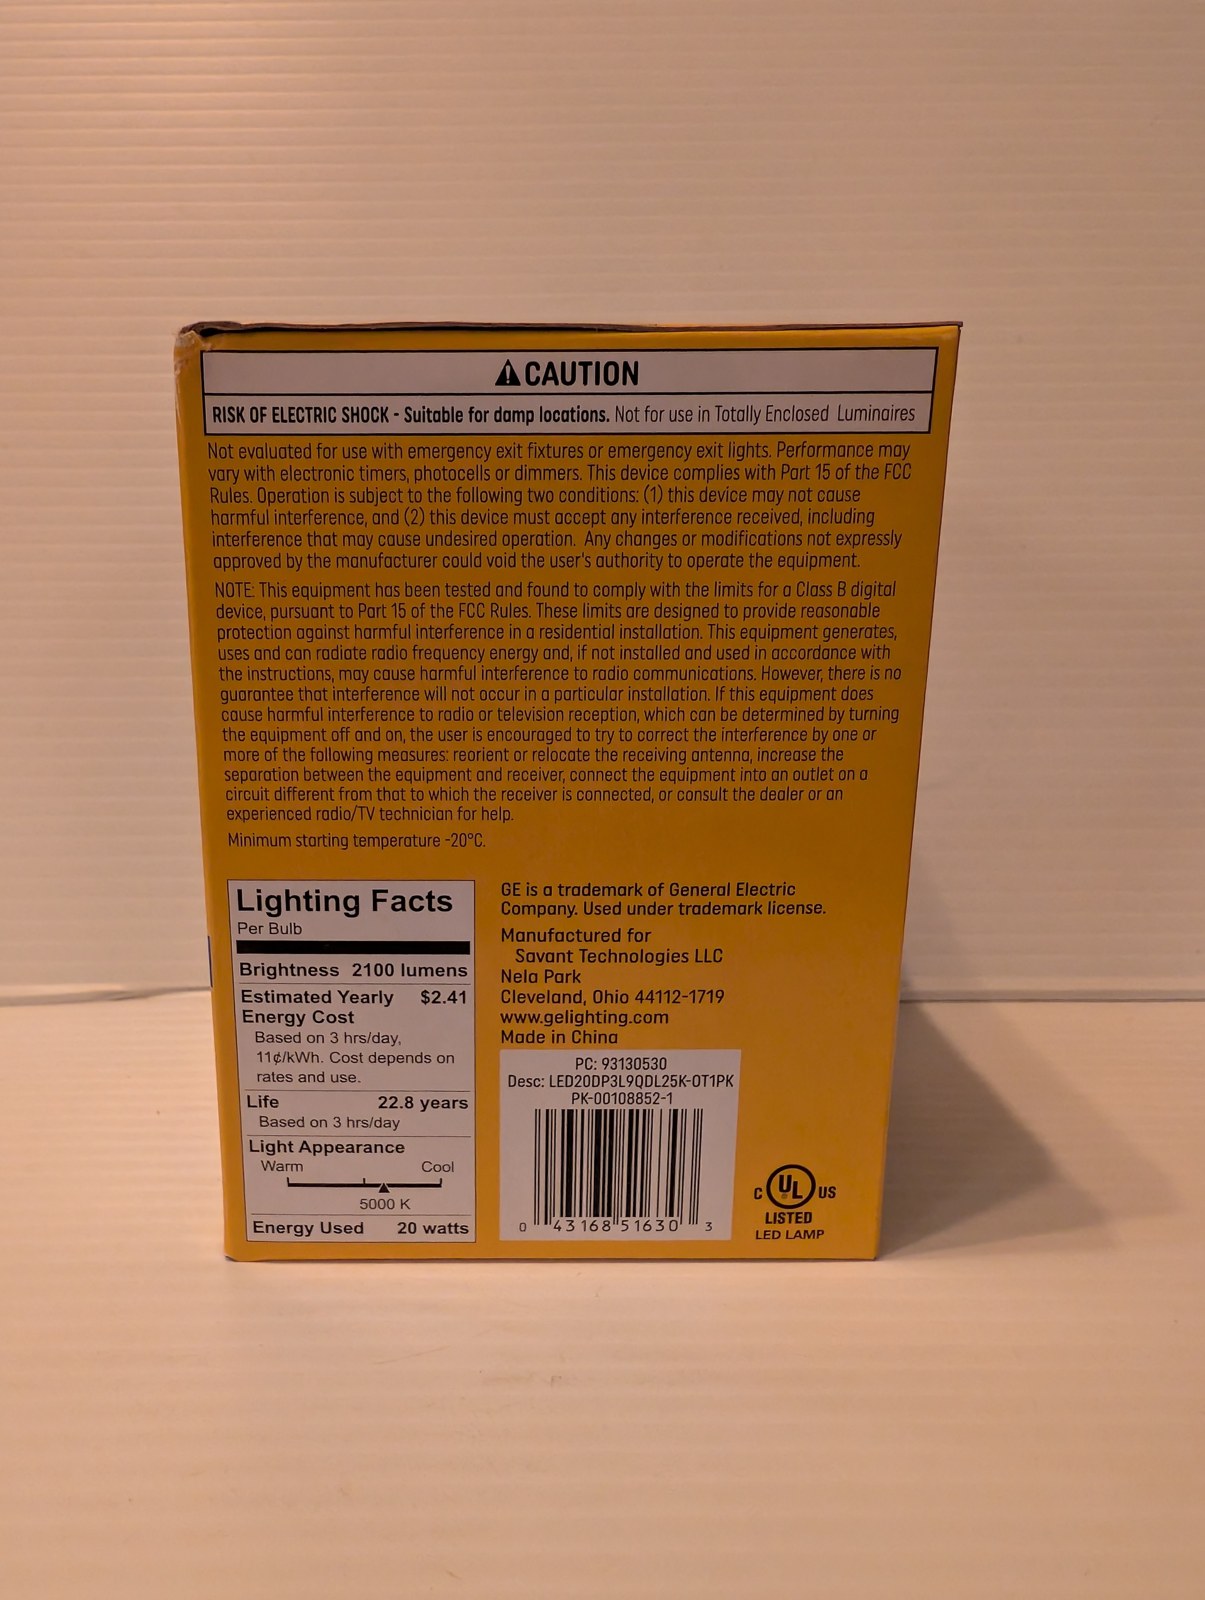 CAUTION
RISK OF ELECTRIC SHOCK - Suitable for damp locations. Not for use in Totally Enclosed Luminaires
Not evaluated for use with emergency exit fixtures or emergency exit lights. Performance may
vary with electronic timers, photocells or dimmers. This device complies with Part 15 of the FCC
Rules. Operation is subject to the following two conditions: (1) this device may not cause
harmful interference, and (2) this device must accept any interference received, including
interference that may cause undesired operation. Any changes or modifications not expressly
approved by the manufacturer could void the user's authority to operate the equipment.
NOTE: This equipment has been tested and found to comply with the limits for a Class B digital
device, pursuant to Part 15 of the FCC Rules. These limits are designed to provide reasonable
protection against harmful interference in a residential installation. This equipment generates,
uses and can radiate radio frequency energy and, if not installed and used in accordance with
the instructions, may cause harmful interference to radio communications. However, there is no
guarantee that interference will not occur in a particular installation. If this equipment does
cause harmful interference to radio or television reception, which can be determined by turning
the equipment off and on, the user is encouraged to try to correct the interference by one or
more of the following measures: reorient or relocate the receiving antenna, increase the
separation between the equipment and receiver, connect the equipment into an outlet on a
circuit different from that to which the receiver is connected, or consult the dealer or an
experienced radio/TV technician for help.
Minimum starting temperature -20°C.
Lighting Facts
Per Bulb
Brightness 2100 lumens
Estimated Yearly $2.41
Energy Cost
Based on 3 hrs/day,
11¢/kWh. Cost depends on
rates and use.
Life 22.8 years
Based on 3 hrs/day
Light Appearance
Warm Cool
5000 K
Energy Used 20 watts
GE is a trademark of General Electric
Company. Used under trademark license.
Manufactured for
Savant Technologies LLC
Nela Park
Cleveland, Ohio 44112-1719
www.gelighting.com
Made in China
PC: 93130530
Desc: LED20DP3L9QDL25K-OT1PK
PK-00108852-1
0 43168 51630 3
C UL US
LISTED
LED LAMP